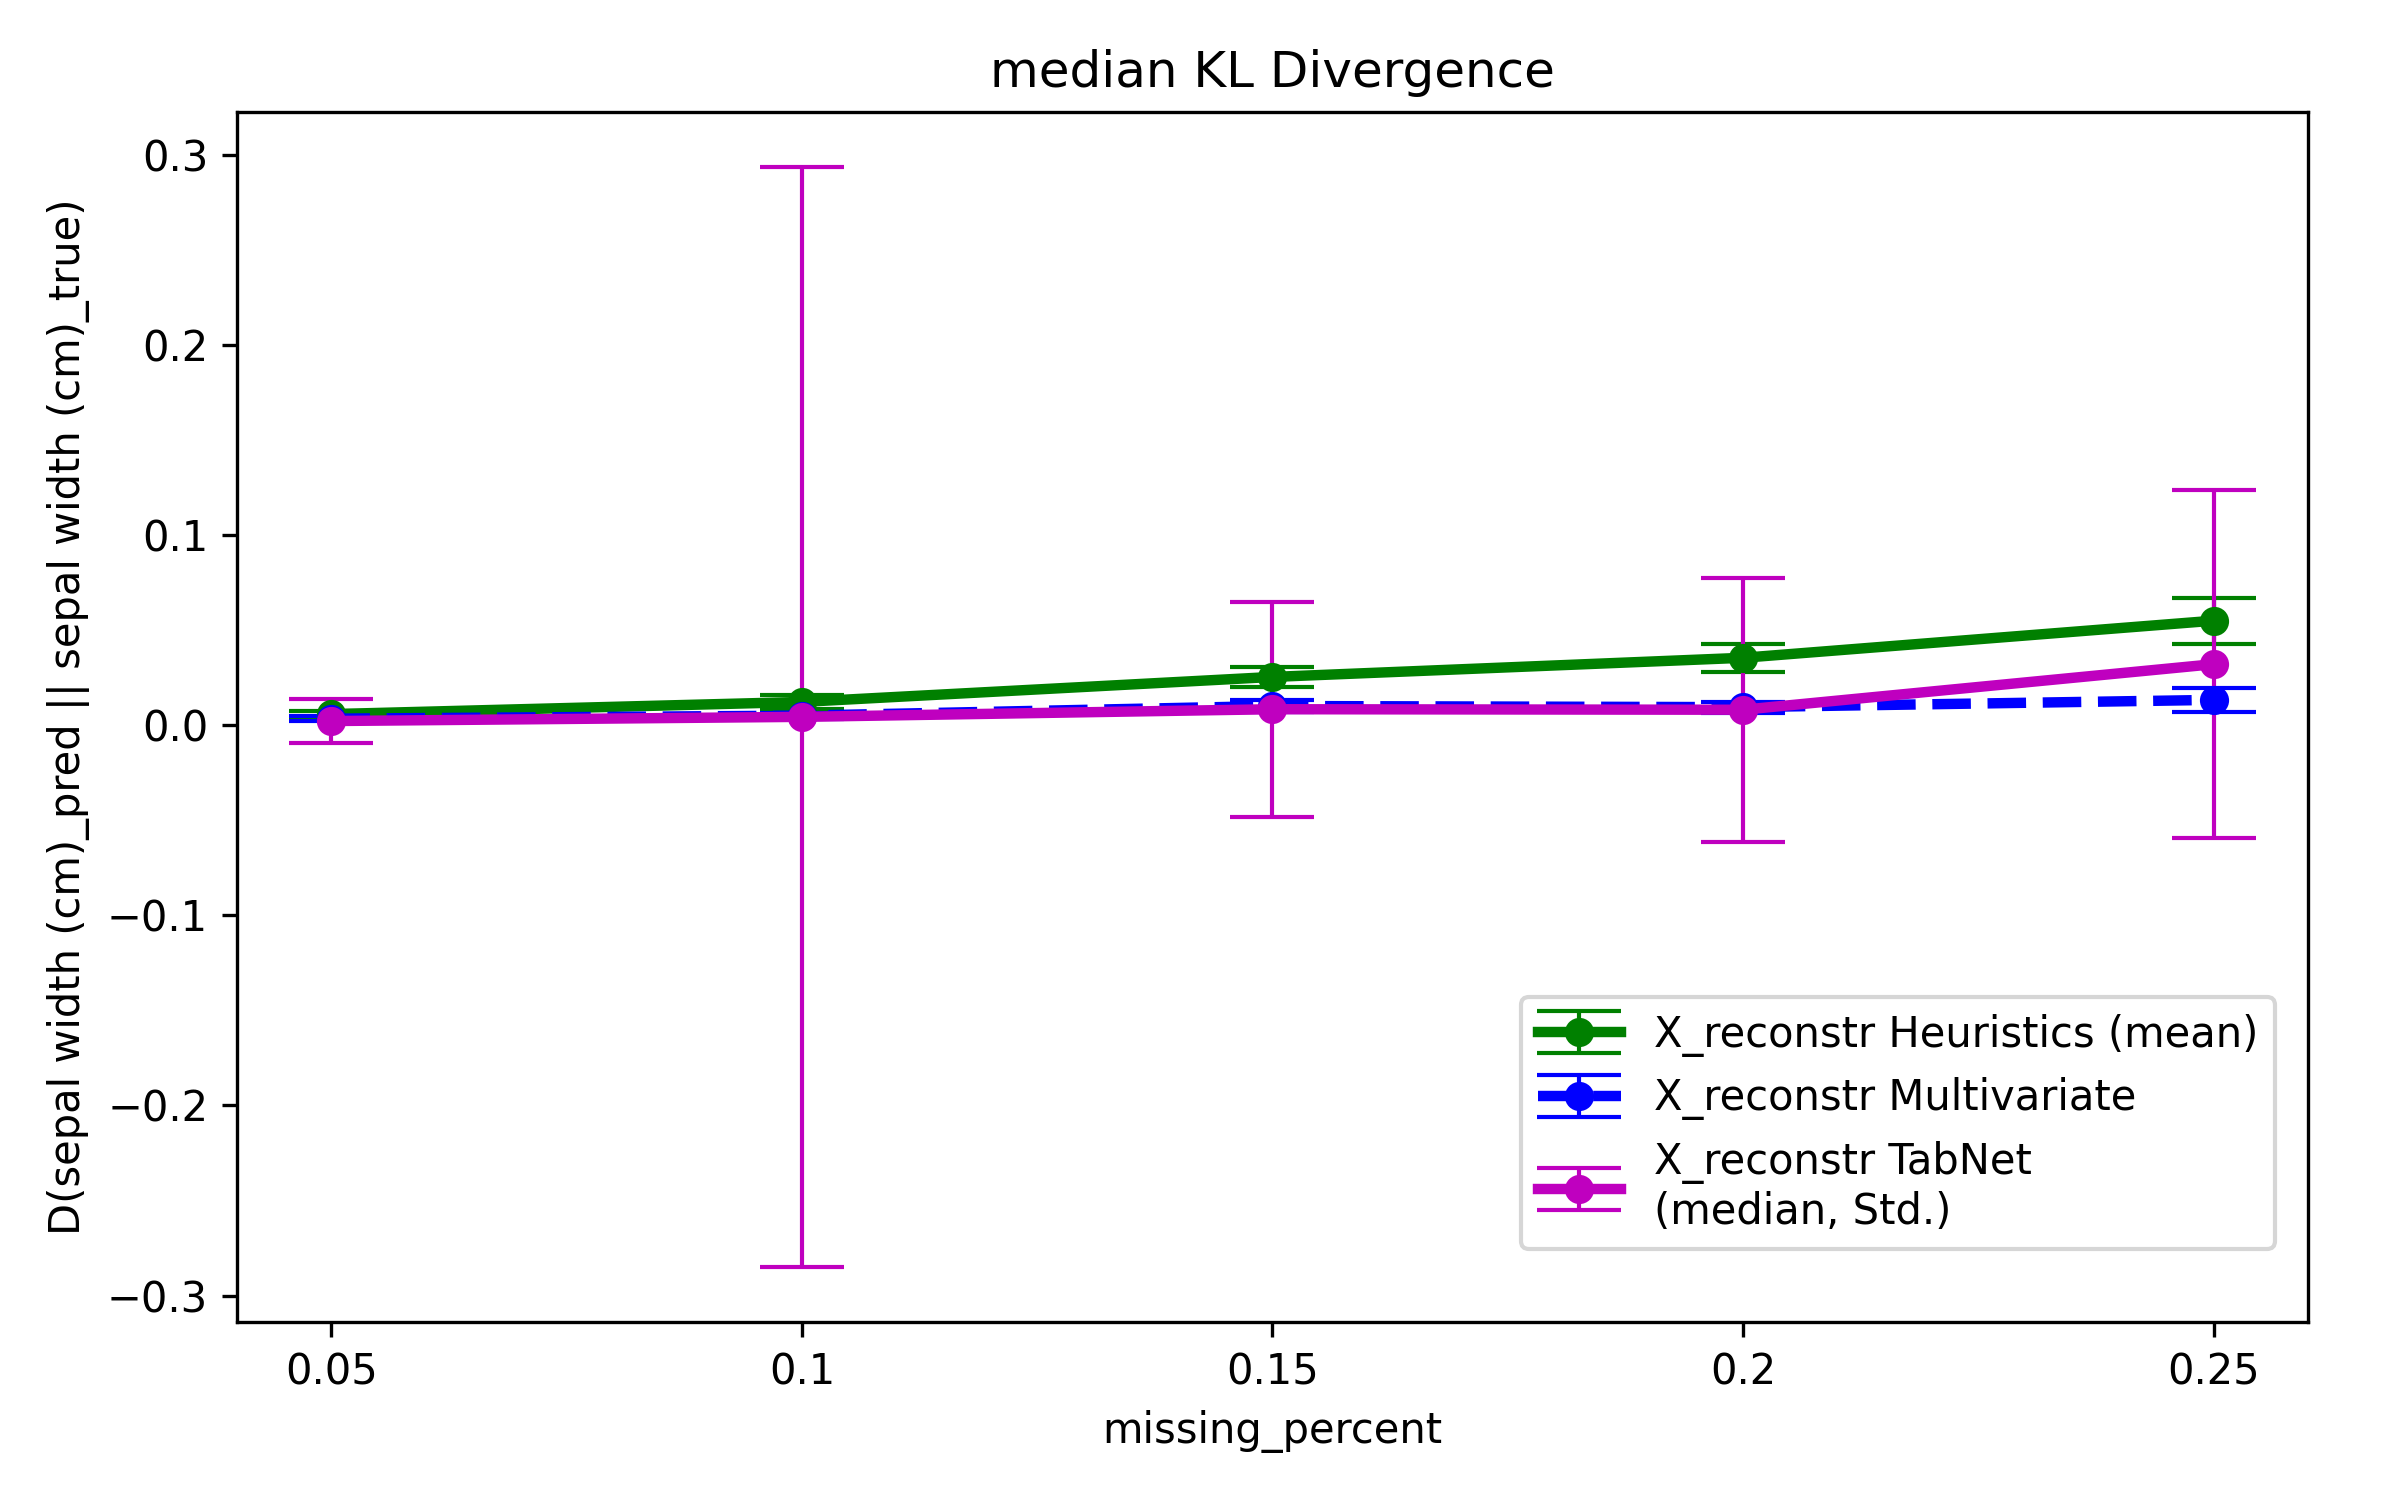 median KL Divergence
D(sepal width (cm)_pred || sepal width (cm)_true)
0.3
0.2
0.1
0.0
−0.1
−0.2
−0.3
X_reconstr Heuristics (mean)
X_reconstr Multivariate
X_reconstr TabNet
(median, Std.)
0.05
0.1
0.15
0.2
0.25
missing_percent